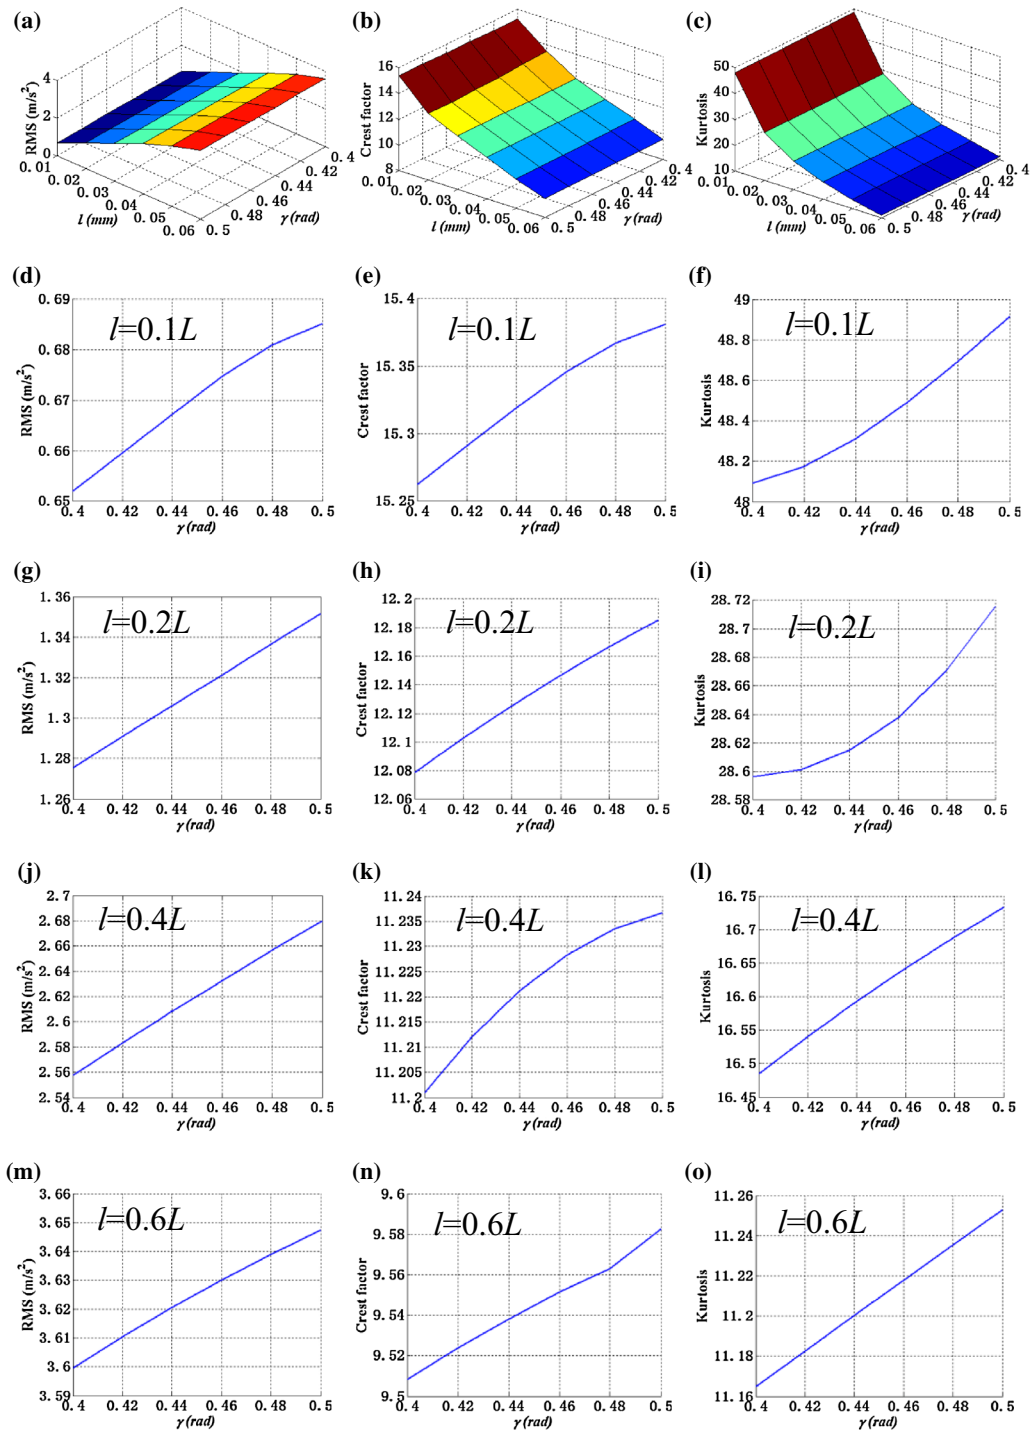 (a) (b) (c)
RMS (m/s²)
4
2
0
0.01
0.02
0.03
0.04
0.05
0.06
l (mm)
0.5
0.48
0.46
0.44
0.4
γ (rad)
Crest factor
16
14
12
10
8
0.01
0.02
0.03
0.04
0.05
0.06
l (mm)
0.5
0.48
0.46
0.44
0.42
0.4
γ (rad)
Kurtosis
50
40
30
20
10
0.01
0.02
0.03
0.04
0.05
0.06
l (mm)
0.5
0.48
0.46
0.44
0.42
0.4
γ (rad)
(d)
l=0.1L
RMS (m/s²)
0.69
0.68
0.67
0.66
0.65
0.4 0.42 0.44 0.46 0.48 0.5
γ (rad)
(e)
l=0.1L
Crest factor
15.4
15.35
15.3
15.25
0.4 0.42 0.44 0.46 0.48 0.5
γ (rad)
(f)
l=0.1L
Kurtosis
49
48.8
48.6
48.4
48.2
48
0.4 0.42 0.44 0.46 0.48 0.5
γ (rad)
(g)
l=0.2L
RMS (m/s²)
1.36
1.34
1.32
1.3
1.28
1.26
0.4 0.42 0.44 0.46 0.48 0.5
γ (rad)
(h)
l=0.2L
Crest factor
12.2
12.18
12.16
12.14
12.12
12.1
12.08
12.06
0.4 0.42 0.44 0.46 0.48 0.5
γ (rad)
(i)
l=0.2L
Kurtosis
28.72
28.7
28.68
28.66
28.64
28.62
28.6
28.58
0.4 0.42 0.44 0.46 0.48 0.5
γ (rad)
(j)
l=0.4L
RMS (m/s²)
2.7
2.68
2.66
2.64
2.62
2.6
2.58
2.56
2.54
0.4 0.42 0.44 0.46 0.48 0.5
γ (rad)
(k)
l=0.4L
Crest factor
11.24
11.235
11.23
11.225
11.22
11.215
11.21
11.205
11.2
0.4 0.42 0.44 0.46 0.48 0.5
γ (rad)
(l)
l=0.4L
Kurtosis
16.75
16.7
16.65
16.6
16.55
16.5
16.45
0.4 0.42 0.44 0.46 0.48 0.5
γ (rad)
(m)
l=0.6L
RMS (m/s²)
3.66
3.65
3.64
3.63
3.62
3.61
3.6
3.59
0.4 0.42 0.44 0.46 0.48 0.5
γ (rad)
(n)
l=0.6L
Crest factor
9.6
9.58
9.56
9.54
9.52
9.5
0.4 0.42 0.44 0.46 0.48 0.5
γ (rad)
(o)
l=0.6L
Kurtosis
11.26
11.24
11.22
11.2
11.18
11.16
0.4 0.42 0.44 0.46 0.48 0.5
γ (rad)